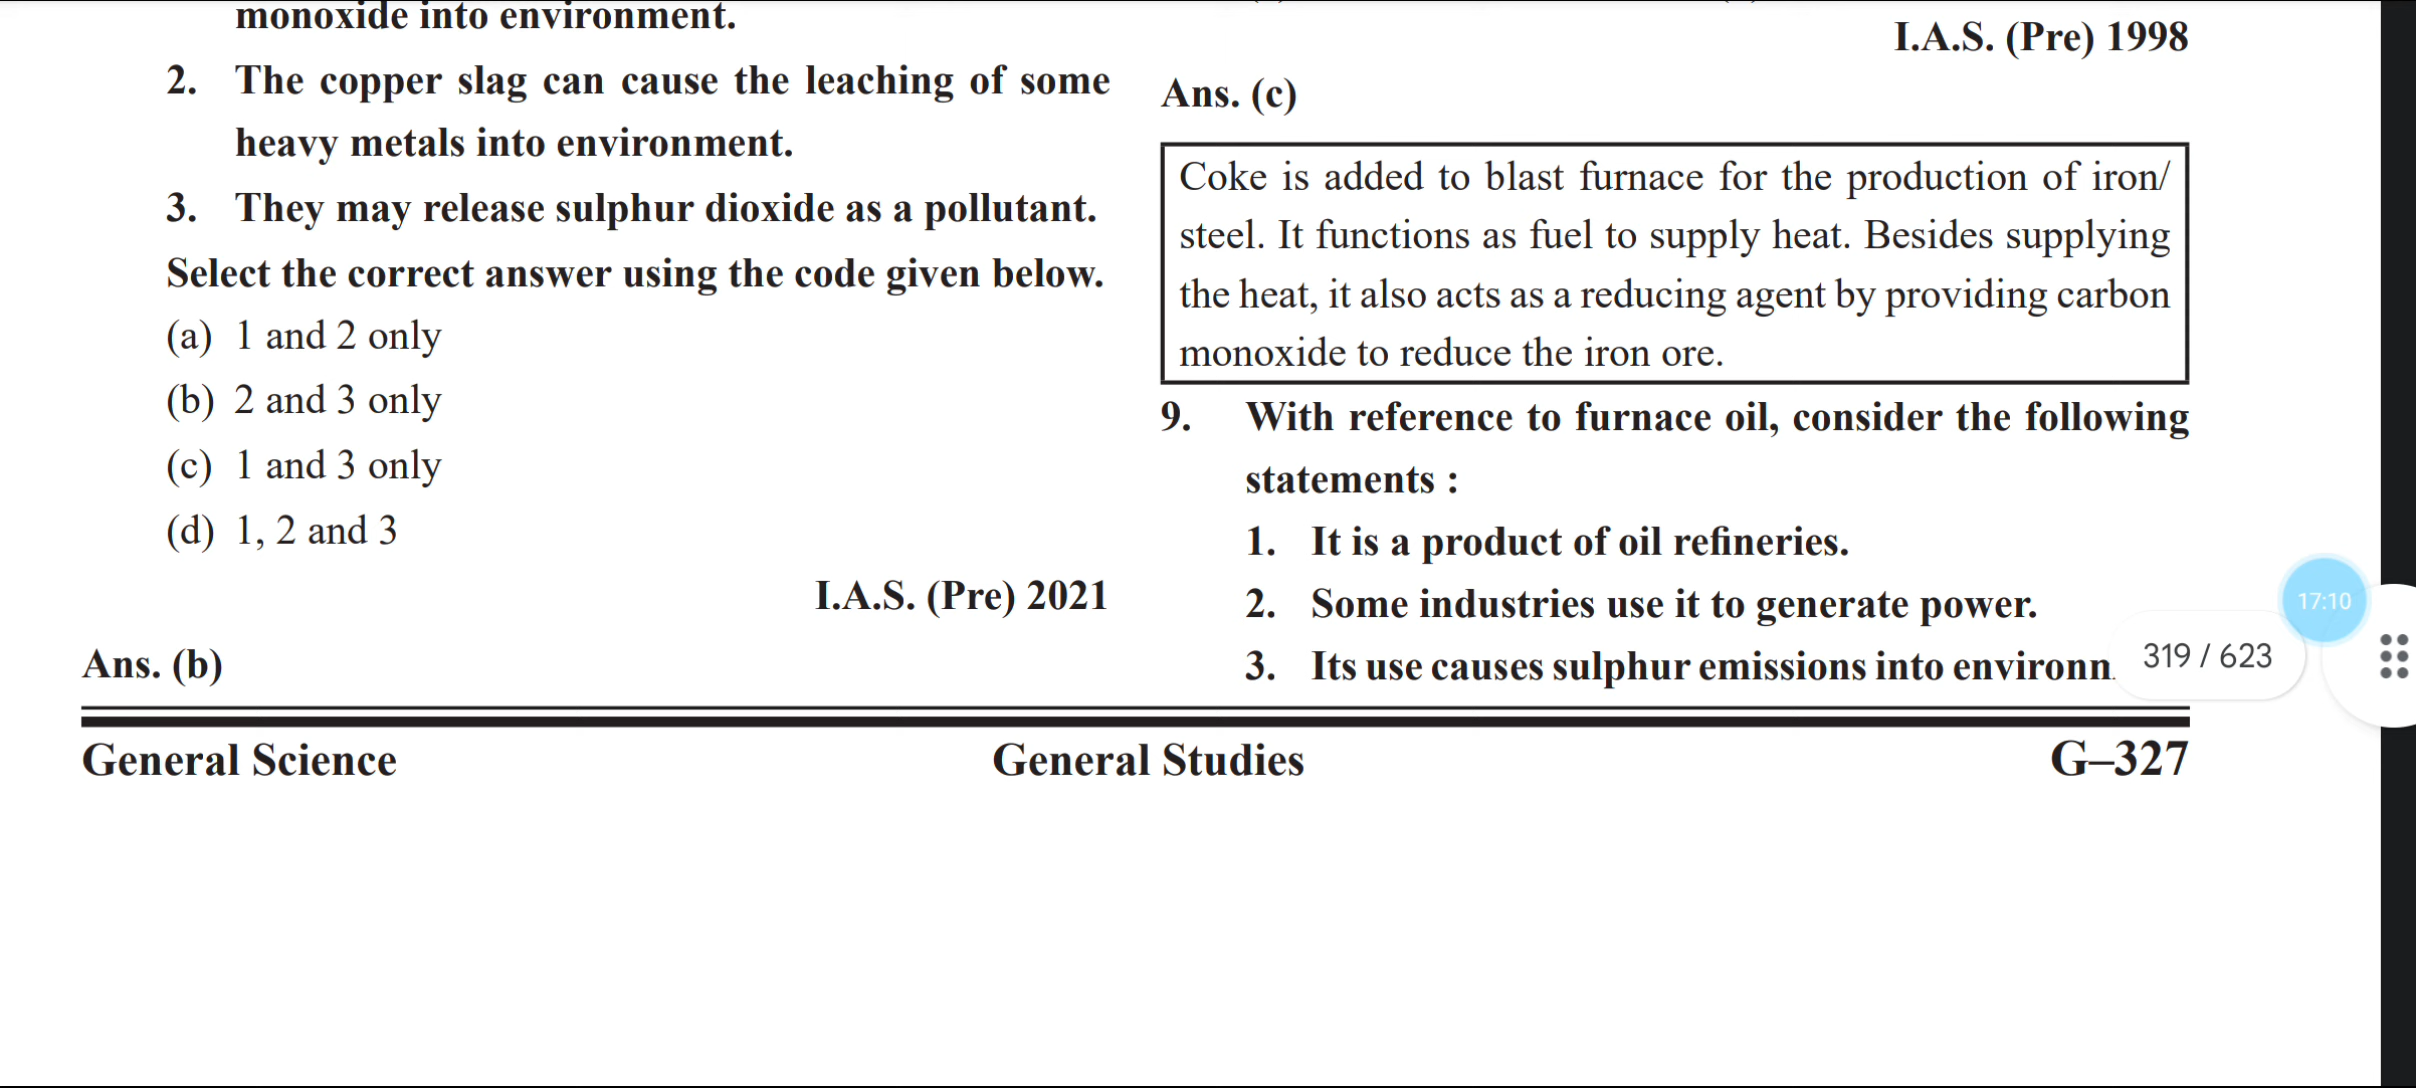 monoxide into environment.
2. The copper slag can cause the leaching of some
heavy metals into environment.
3. They may release sulphur dioxide as a pollutant.
Select the correct answer using the code given below.
(a) 1 and 2 only
(b) 2 and 3 only
(c) 1 and 3 only
(d) 1, 2 and 3
I.A.S. (Pre) 2021
Ans. (b)
I.A.S. (Pre) 1998
Ans. (c)
Coke is added to blast furnace for the production of iron/
steel. It functions as fuel to supply heat. Besides supplying
the heat, it also acts as a reducing agent by providing carbon
monoxide to reduce the iron ore.
9. With reference to furnace oil, consider the following
statements :
1. It is a product of oil refineries.
2. Some industries use it to generate power.
3. Its use causes sulphur emissions into environn
17:10
319 / 623
General Science General Studies G–327